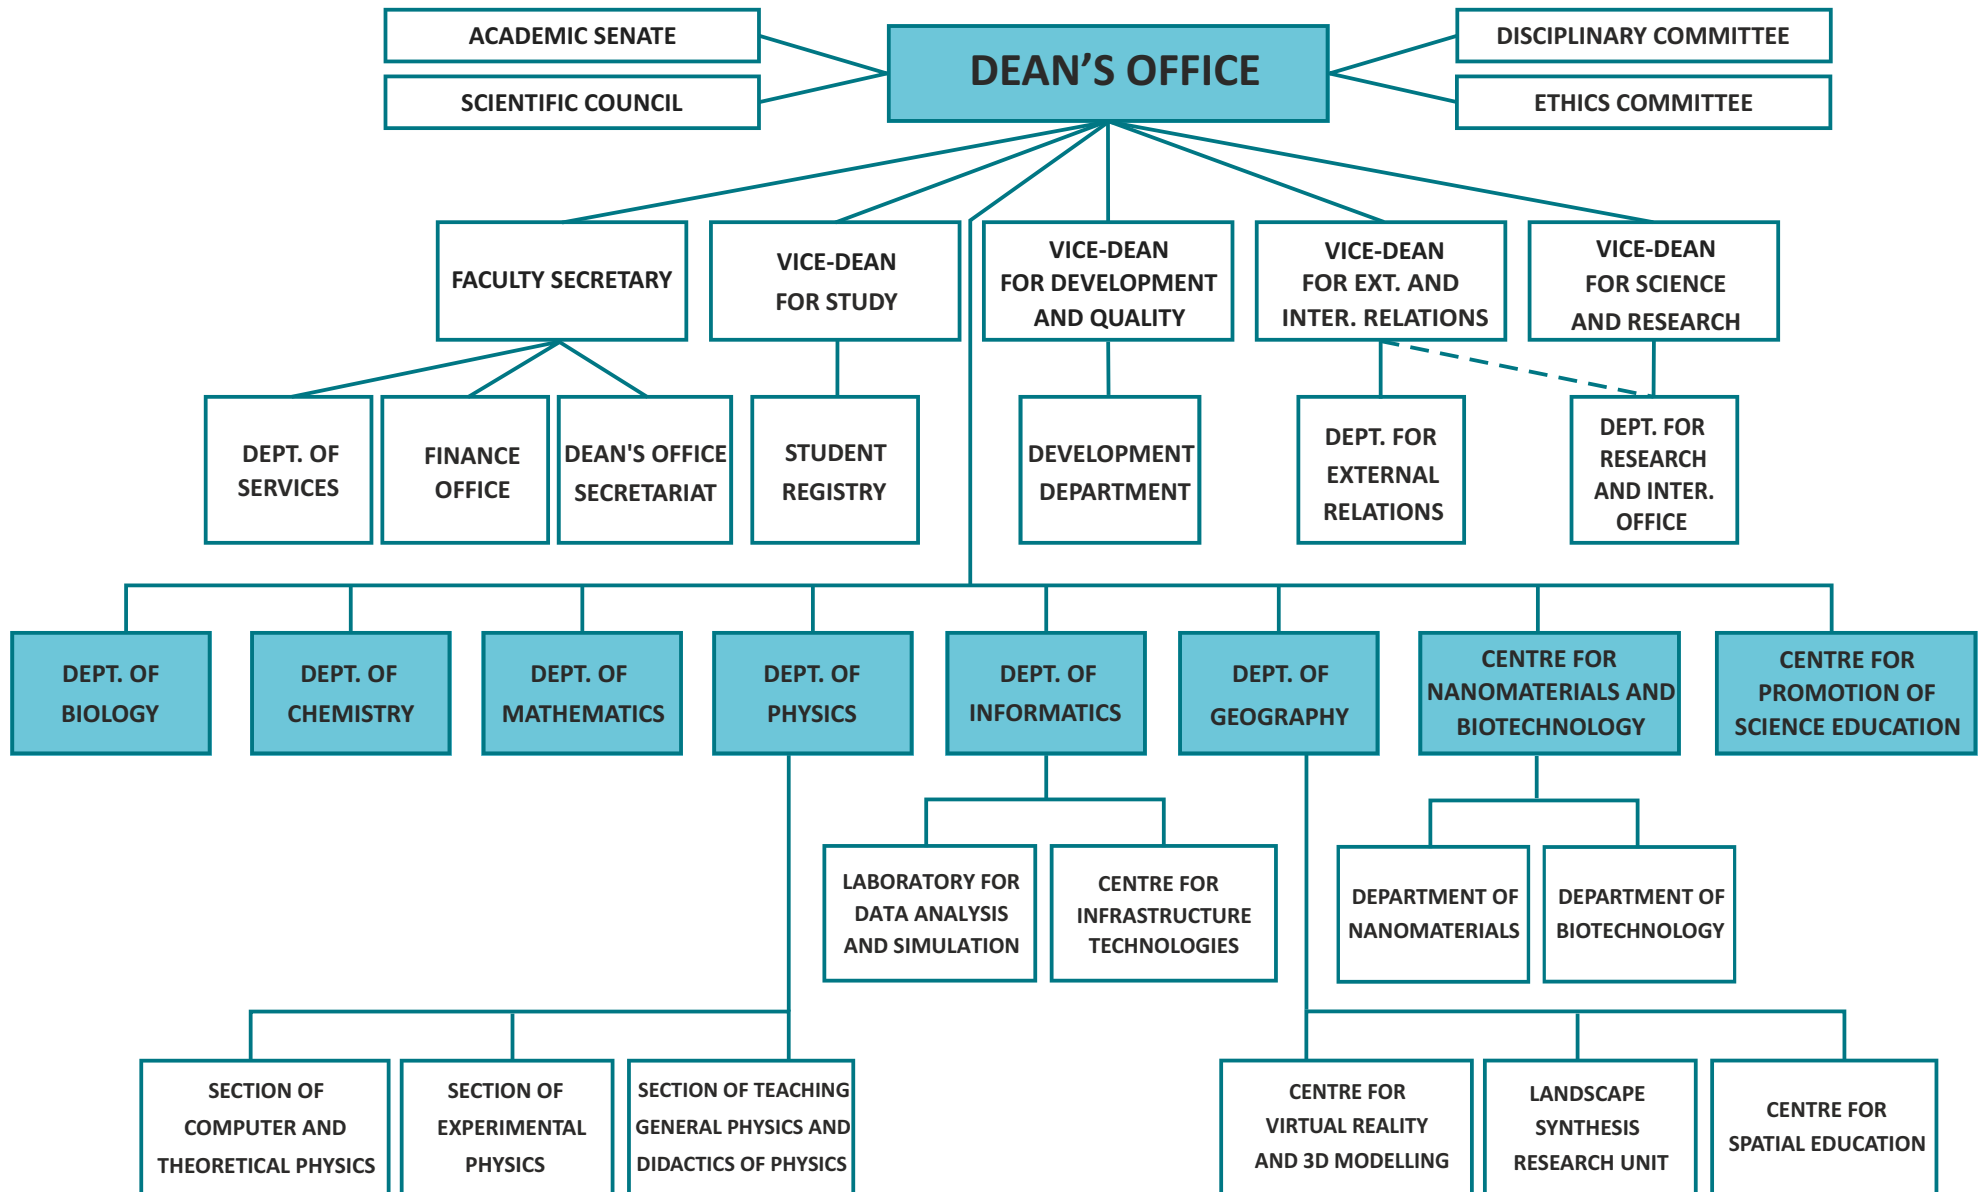 ACADEMIC SENATE
SCIENTIFIC COUNCIL
DEAN’S OFFICE
DISCIPLINARY COMMITTEE
ETHICS COMMITTEE
FACULTY SECRETARY
VICE-DEAN
FOR STUDY
VICE-DEAN
FOR DEVELOPMENT
AND QUALITY
VICE-DEAN
FOR EXT. AND
INTER. RELATIONS
VICE-DEAN
FOR SCIENCE
AND RESEARCH
DEPT. OF
SERVICES
FINANCE
OFFICE
DEAN'S OFFICE
SECRETARIAT
STUDENT
REGISTRY
DEVELOPMENT
DEPARTMENT
DEPT. FOR
EXTERNAL
RELATIONS
DEPT. FOR
RESEARCH
AND INTER.
OFFICE
DEPT. OF
BIOLOGY
DEPT. OF
CHEMISTRY
DEPT. OF
MATHEMATICS
DEPT. OF
PHYSICS
DEPT. OF
INFORMATICS
DEPT. OF
GEOGRAPHY
CENTRE FOR
NANOMATERIALS AND
BIOTECHNOLOGY
CENTRE FOR
PROMOTION OF
SCIENCE EDUCATION
LABORATORY FOR
DATA ANALYSIS
AND SIMULATION
CENTRE FOR
INFRASTRUCTURE
TECHNOLOGIES
DEPARTMENT OF
NANOMATERIALS
DEPARTMENT OF
BIOTECHNOLOGY
SECTION OF
COMPUTER AND
THEORETICAL PHYSICS
SECTION OF
EXPERIMENTAL
PHYSICS
SECTION OF TEACHING
GENERAL PHYSICS AND
DIDACTICS OF PHYSICS
CENTRE FOR
VIRTUAL REALITY
AND 3D MODELLING
LANDSCAPE
SYNTHESIS
RESEARCH UNIT
CENTRE FOR
SPATIAL EDUCATION